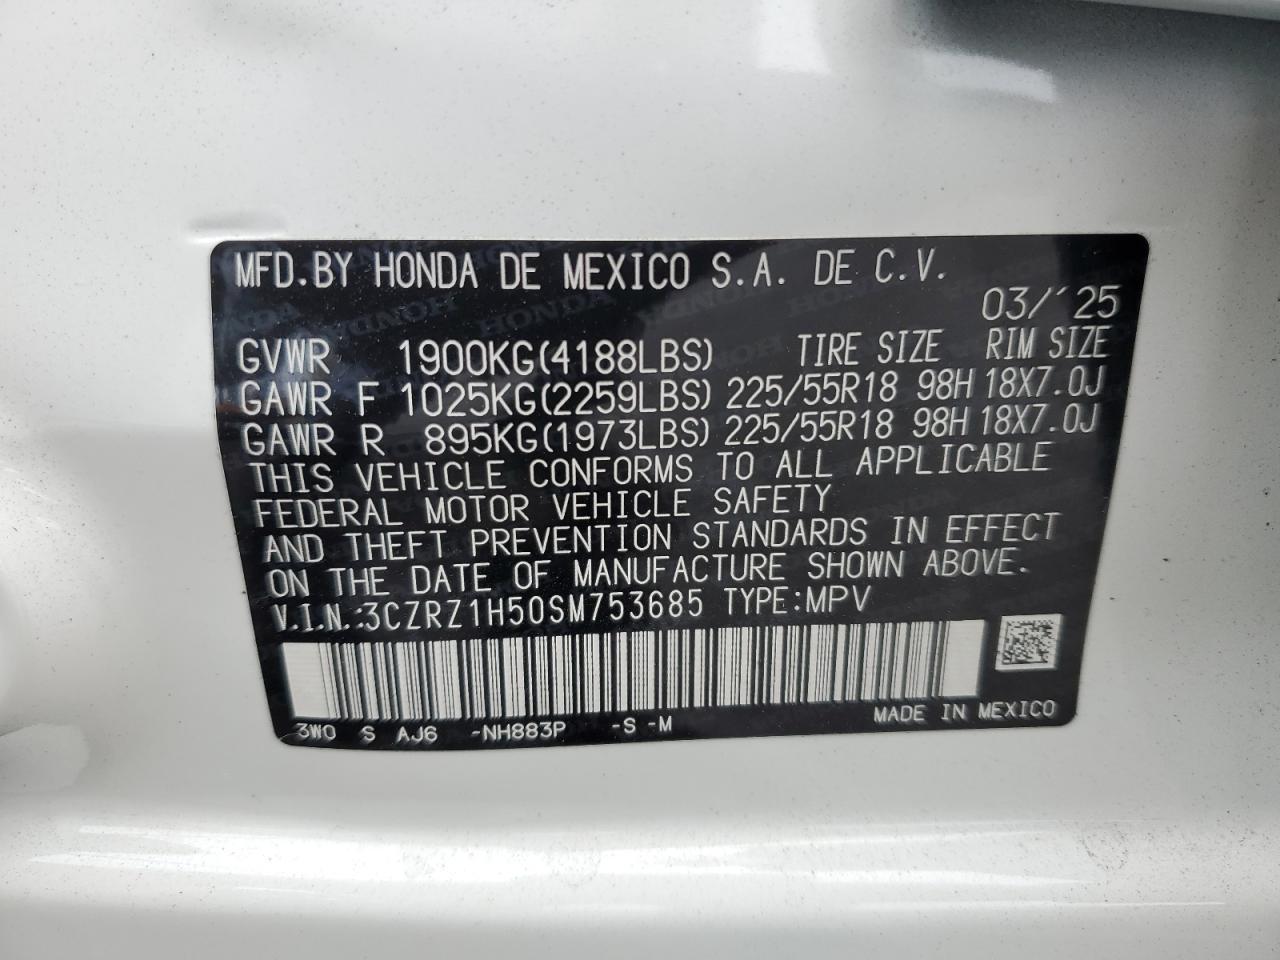 MFD.BY HONDA DE MEXICO S.A. DE C.V.
03/´25
GVWR 1900KG(4188LBS) TIRE SIZE RIM SIZE
GAWR F 1025KG(2259LBS) 225/55R18 98H 18X7.0J
GAWR R 895KG(1973LBS) 225/55R18 98H 18X7.0J
THIS VEHICLE CONFORMS TO ALL APPLICABLE
FEDERAL MOTOR VEHICLE SAFETY
AND THEFT PREVENTION STANDARDS IN EFFECT
ON THE DATE OF MANUFACTURE SHOWN ABOVE.
V.I.N.:3CZRZ1H50SM753685 TYPE:MPV
3W0 S AJ6 -NH883P -S -M MADE IN MEXICO